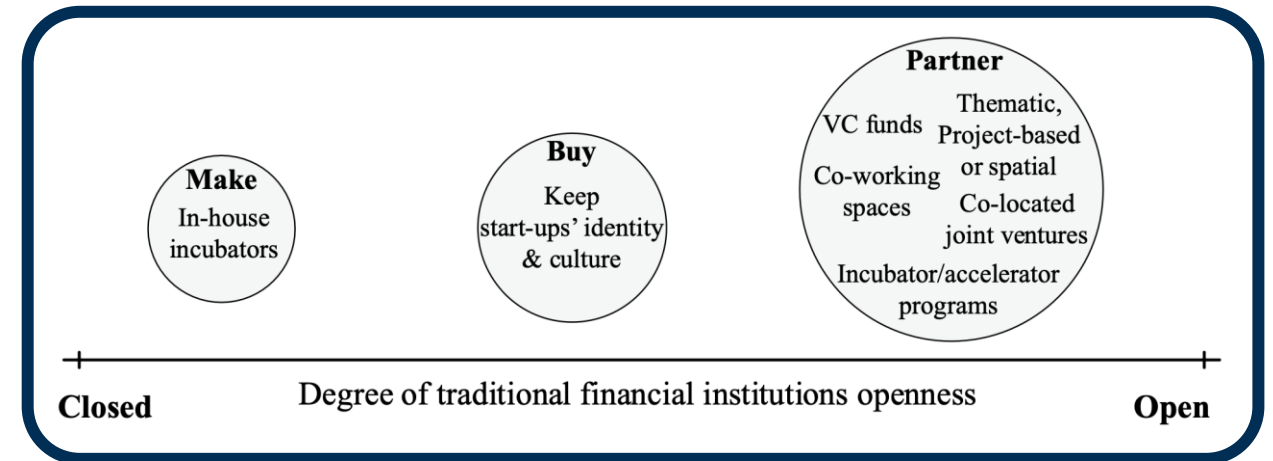 Make
In-house
incubators
Buy
Keep
start-ups’ identity
& culture
Partner
VC funds
Co-working
spaces
Thematic,
Project-based
or spatial
Co-located
joint ventures
Incubator/accelerator
programs
Closed
Degree of traditional financial institutions openness
Open